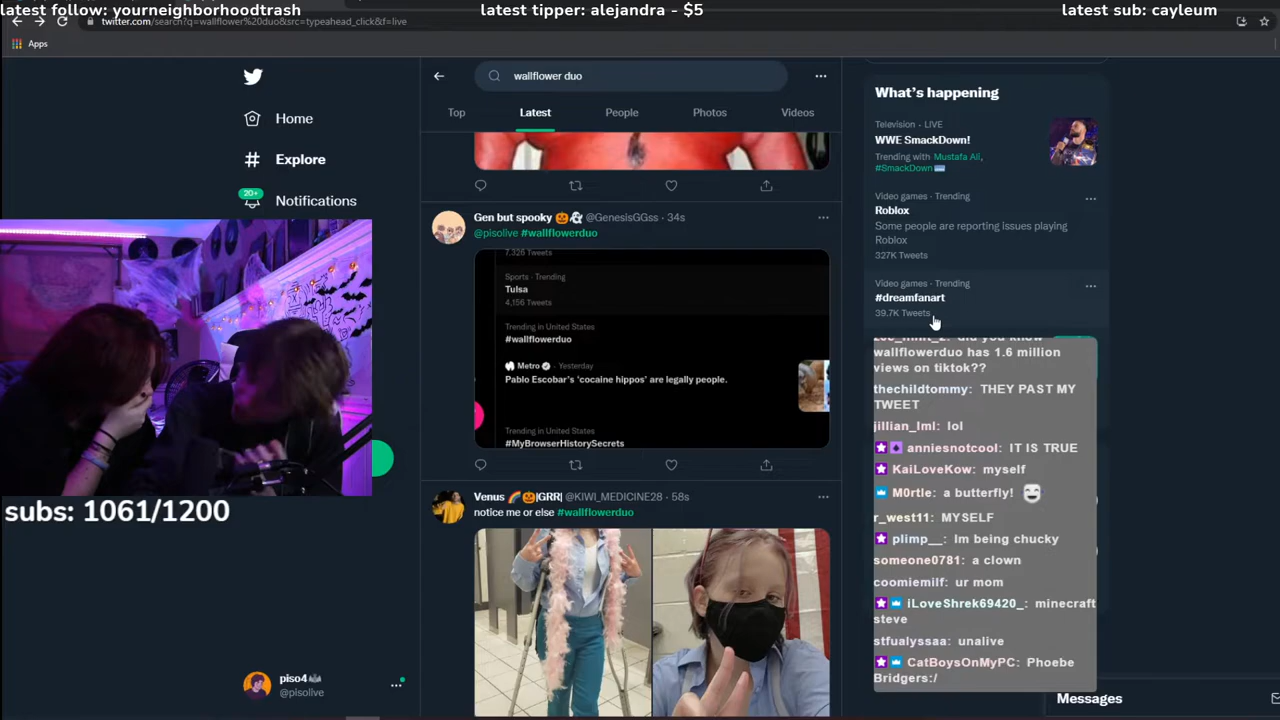 latest follow: yourneighborhoodtrash
latest tipper: alejandra - $5
latest sub: cayleum
twitter.com/search?q=wallflower%20duo&src=typeahead_click&f=live
Apps
Home
Explore
20+
Notifications
subs: 1061/1200
piso4
@pisolive
wallflower duo
Top
Latest
People
Photos
Videos
Gen but spooky @GenesisGGss · 34s
@pisolive #wallflowerduo
7,326 Tweets
Sports · Trending
Tulsa
4,156 Tweets
Trending in United States
#wallflowerduo
Metro · Yesterday
Pablo Escobar's 'cocaine hippos' are legally people.
Trending in United States
#MyBrowserHistorySecrets
Venus |GRR| @KIWI_MEDICINE28 · 58s
notice me or else #wallflowerduo
What's happening
Television · LIVE
WWE SmackDown!
Trending with Mustafa Ali,
#SmackDown
Video games · Trending
Roblox
Some people are reporting issues playing
Roblox
327K Tweets
Video games · Trending
#dreamfanart
39.7K Tweets
did you know
wallflowerduo has 1.6 million
views on tiktok??
thechildtommy: THEY PAST MY
TWEET
jillian_lml: lol
anniesnotcool: IT IS TRUE
KaiLoveKow: myself
M0rtle: a butterfly!
r_west11: MYSELF
plimp__: Im being chucky
someone0781: a clown
coomiemilf: ur mom
iLoveShrek69420_: minecraft
steve
stfualyssaa: unalive
CatBoysOnMyPC: Phoebe
Bridgers:/
Messages